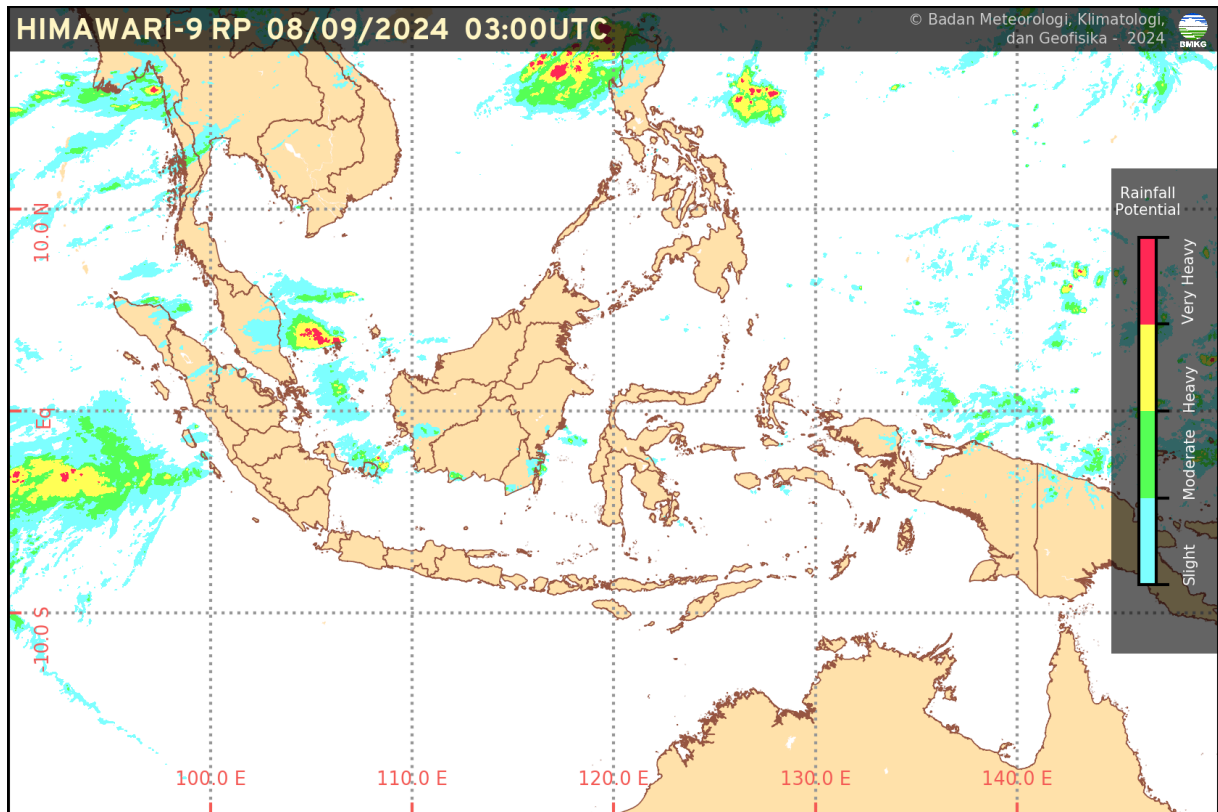 HIMAWARI-9 RP 08/09/2024 03:00UTC
© Badan Meteorologi, Klimatologi,
dan Geofisika - 2024
BMKG
Rainfall
Potential
Very Heavy
Heavy
Moderate
Slight
10.0 N
Eq
-10.0 S
100.0 E
110.0 E
120.0 E
130.0 E
140.0 E